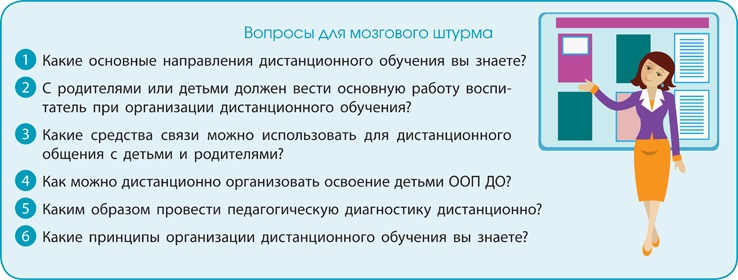 Вопросы для мозгового штурма
1 Какие основные направления дистанционного обучения вы знаете?
2 С родителями или детьми должен вести основную работу воспи-
татель при организации дистанционного обучения?
3 Какие средства связи можно использовать для дистанционного
общения с детьми и родителями?
4 Как можно дистанционно организовать освоение детьми ООП ДО?
5 Каким образом провести педагогическую диагностику дистанционно?
6 Какие принципы организации дистанционного обучения вы знаете?